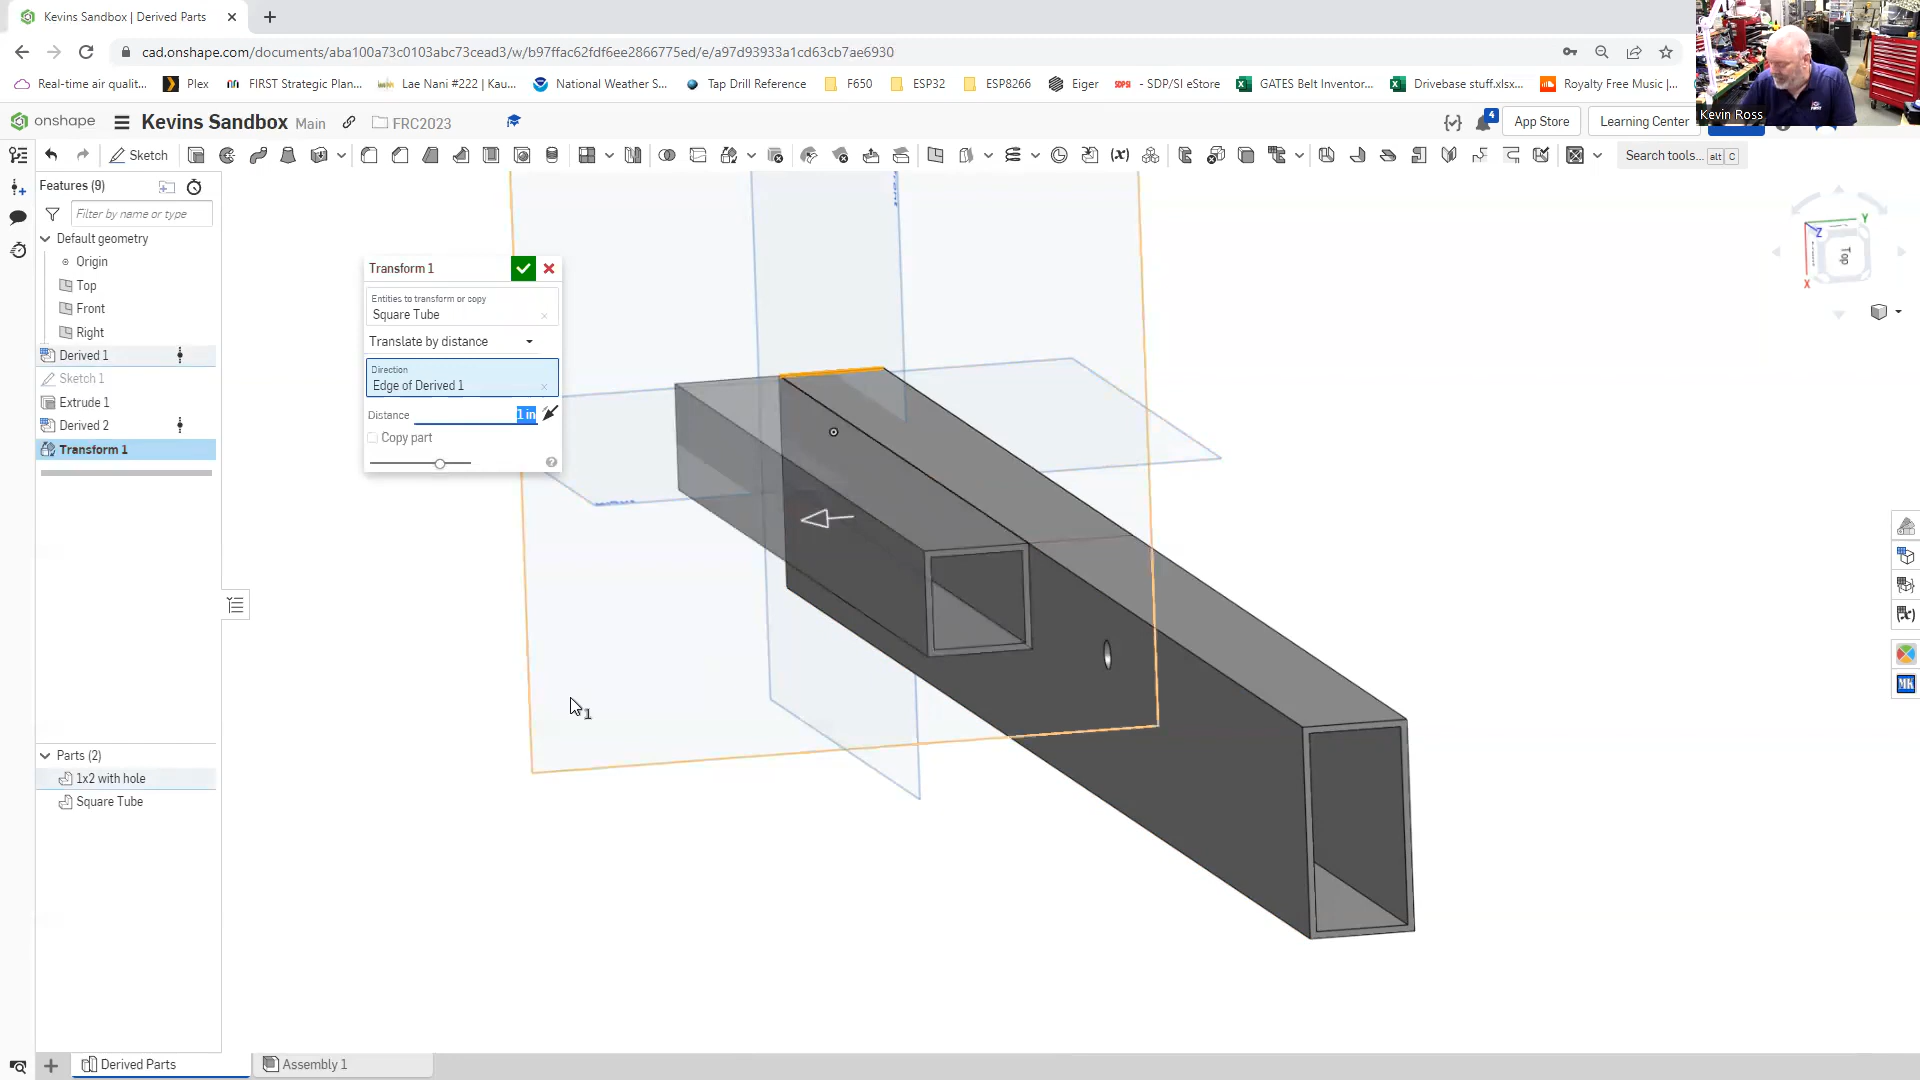 Kevins Sandbox | Derived Parts
cad.onshape.com/documents/aba100a73c0103abc73cead3/w/b97ffac62fdf6ee2866775ed/e/a97d93933a1cd63cb7ae6930
Real-time air qualit...
Plex
FIRST Strategic Plan...
Lae Nani #222 | Kau...
National Weather S...
Tap Drill Reference
F650
ESP32
ESP8266
Eiger
- SDP/SI eStore
GATES Belt Inventor...
Drivebase stuff.xlsx...
Royalty Free Music |...
Kevin Ross
onshape
Kevins Sandbox
Main
FRC2023
4
App Store
Learning Center
Sketch
Search tools...
alt C
Features (9)
Filter by name or type
Default geometry
Origin
Top
Front
Right
Derived 1
Sketch 1
Extrude 1
Derived 2
Transform 1
Transform 1
Entities to transform or copy
Square Tube
Translate by distance
Direction
Edge of Derived 1
Distance
1 in
Copy part
1
Y
Z
X
Top
Parts (2)
1x2 with hole
Square Tube
MK
Derived Parts
Assembly 1